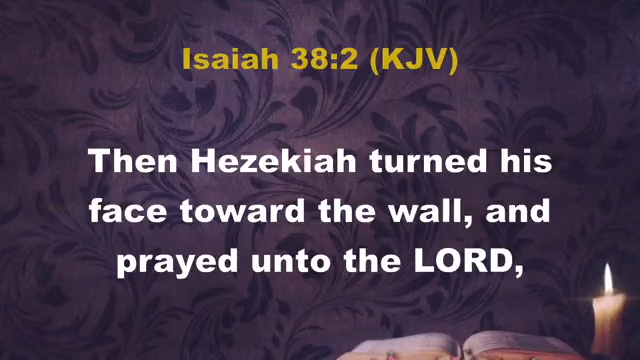 Isaiah 38:2 (KJV)
Then Hezekiah turned his
face toward the wall, and
prayed unto the LORD,